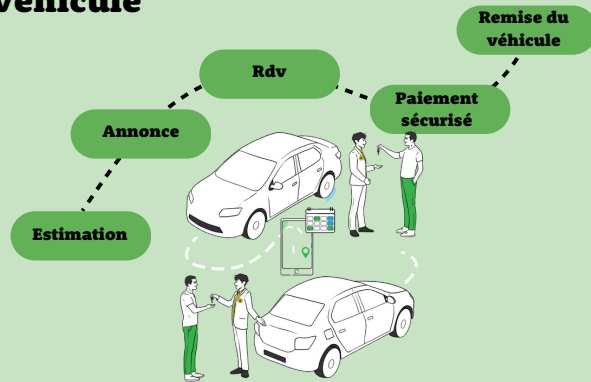 véhicule
Remise du
véhicule
Rdv
Paiement
sécurisé
Annonce
Estimation